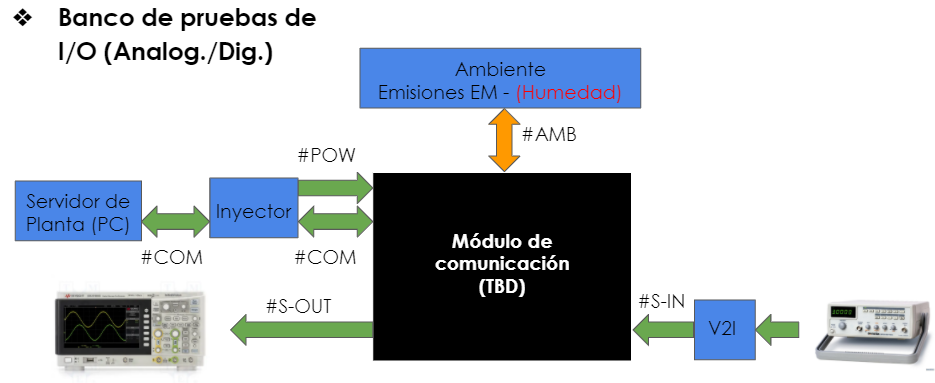 ❖ Banco de pruebas de
I/O (Analog./Dig.)
Ambiente
Emisiones EM - (Humedad)
#AMB
#POW
Servidor de
Planta (PC)
Inyector
#COM
#COM
Módulo de
comunicación
(TBD)
#S-OUT
#S-IN
V2I